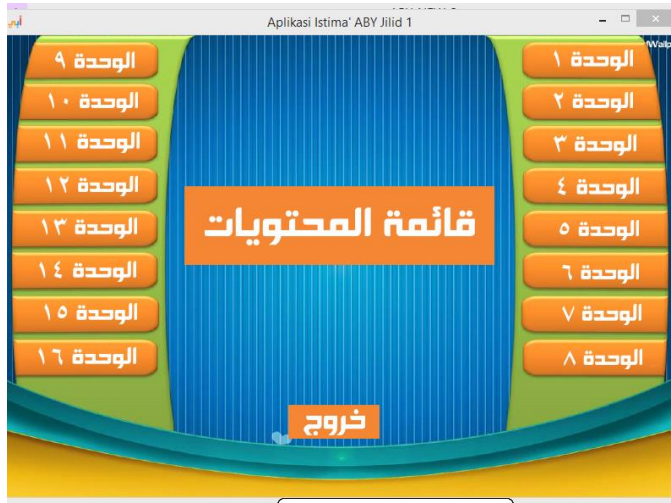 Aplikasi Istima' ABY Jilid 1
الوحدة ١
الوحدة ٢
الوحدة ٣
الوحدة ٤
الوحدة ٥
الوحدة ٦
الوحدة ٧
الوحدة ٨
قائمة المحتويات
الوحدة ٩
الوحدة ١٠
الوحدة ١١
الوحدة ١٢
الوحدة ١٣
الوحدة ١٤
الوحدة ١٥
الوحدة ١٦
خروج